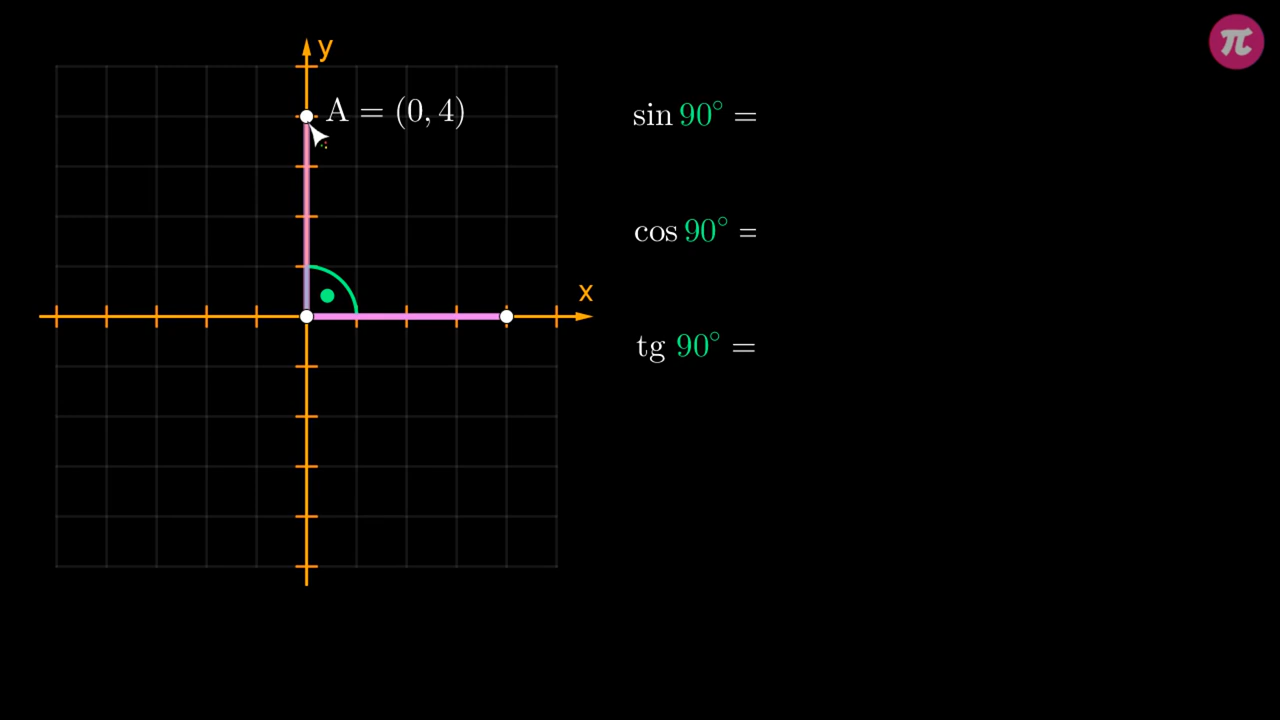 π
y
A = (0, 4)
sin 90° =
cos 90° =
x
tg 90° =